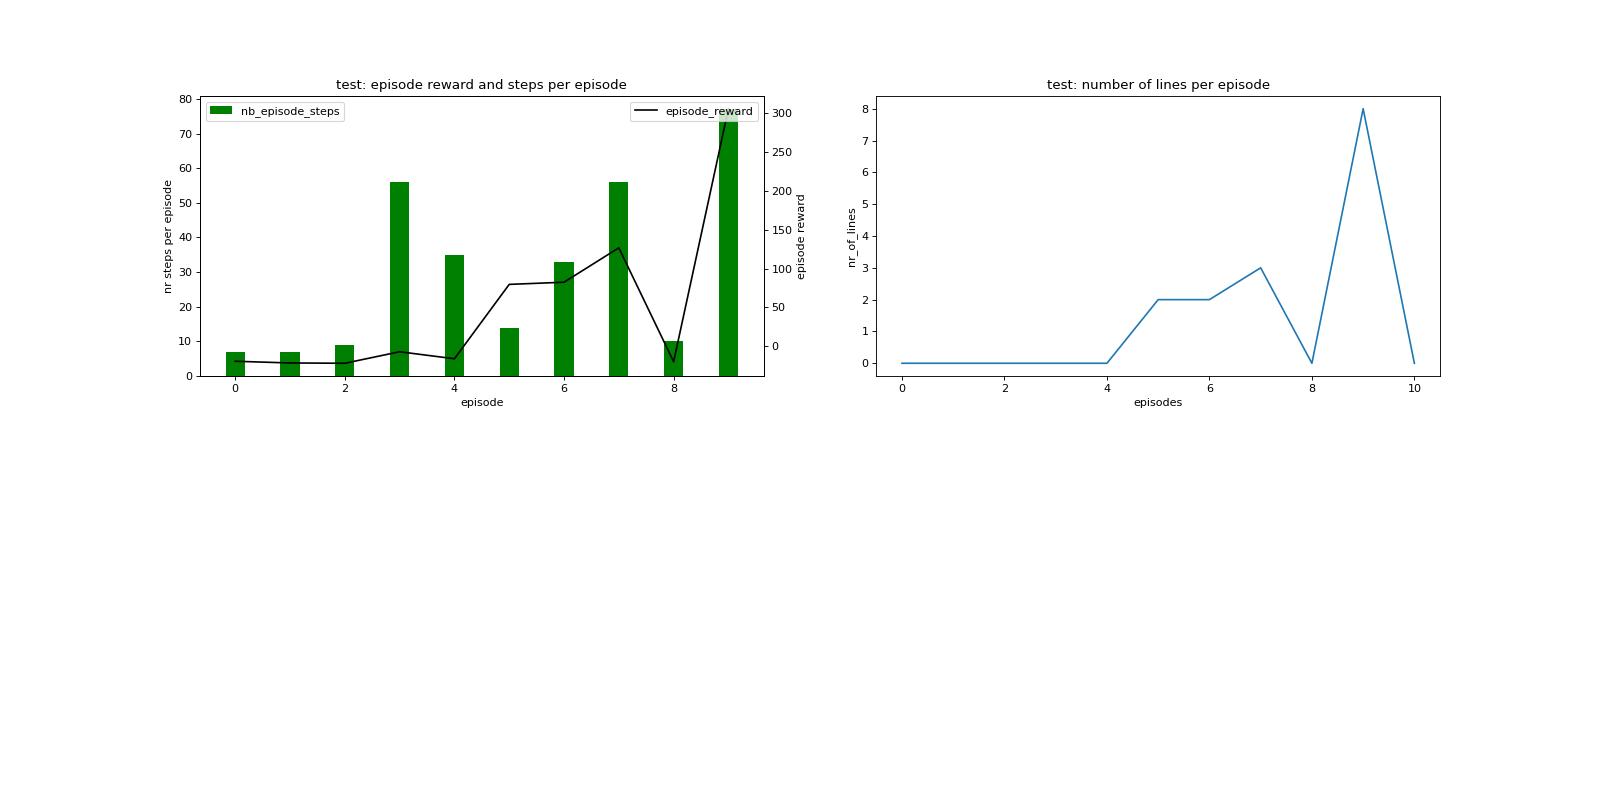 test: episode reward and steps per episode
nb_episode_steps
episode_reward
80
70
60
50
40
30
20
10
0
nr steps per episode
300
250
200
150
100
50
0
episode reward
0 2 4 6 8
episode
test: number of lines per episode
8
7
6
5
4
3
2
1
0
nr_of_lines
0 2 4 6 8 10
episodes